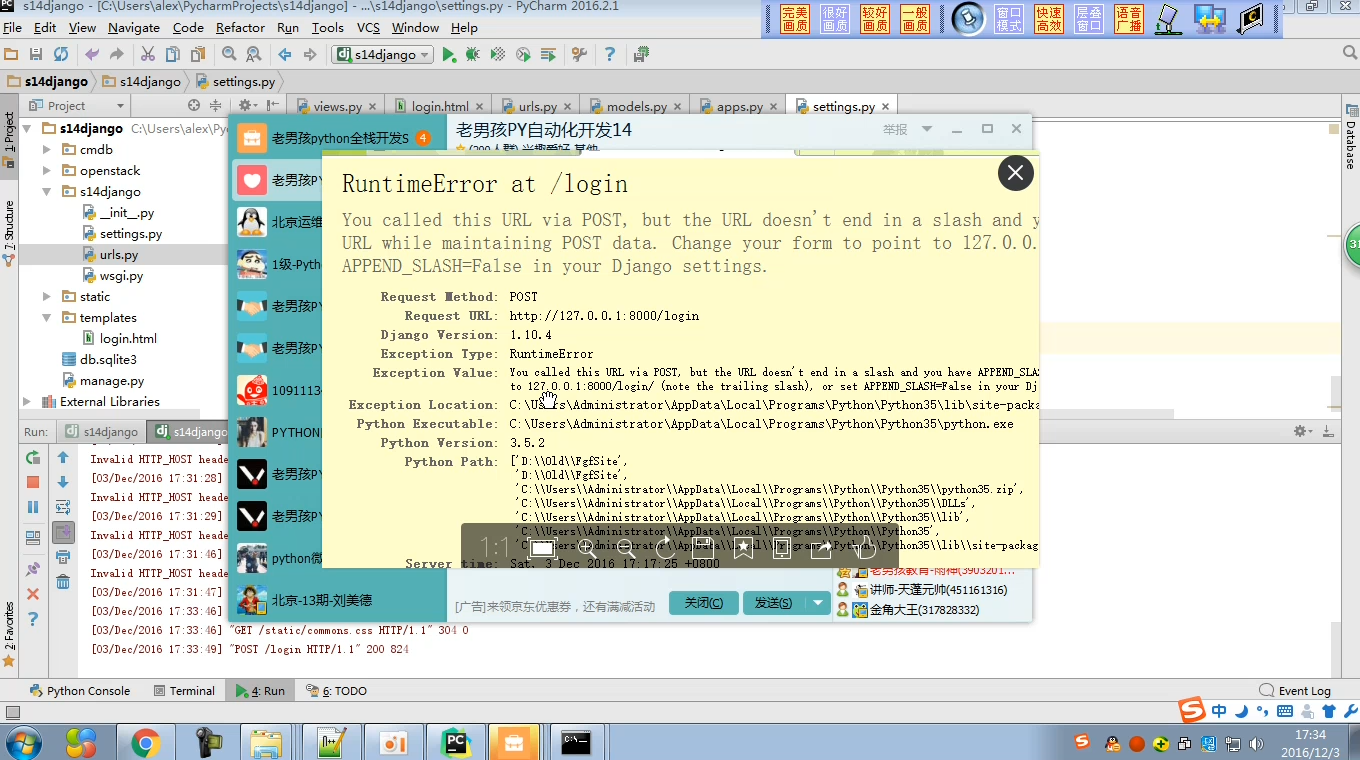 s14django - [C:\Users\alex\PycharmProjects\s14django] - ...\s14django\settings.py - PyCharm 2016.2.1
File Edit View Navigate Code Refactor Run Tools VCS Window Help
完美画质 很好画质 较好画质 一般画质 窗口模式 快速高效 层叠窗口 语音广播
s14django
s14django s14django settings.py
Project
views.py login.html urls.py models.py apps.py settings.py
1: Project
7: Structure
2: Favorites
Database
s14django C:\Users\alex\Py
cmdb
openstack
s14django
__init__.py
settings.py
urls.py
wsgi.py
static
templates
login.html
db.sqlite3
manage.py
External Libraries
老男孩python全栈开发S 4
老男孩PY
北京运维
1级-Pyth
老男孩PY
老男孩PY
1091113
PYTHON
老男孩PY
老男孩PY
python微
北京-13期-刘美德
老男孩PY自动化开发14
举报
RuntimeError at /login
You called this URL via POST, but the URL doesn't end in a slash and y
URL while maintaining POST data. Change your form to point to 127.0.0.
APPEND_SLASH=False in your Django settings.
Request Method: POST
Request URL: http://127.0.0.1:8000/login
Django Version: 1.10.4
Exception Type: RuntimeError
Exception Value: You called this URL via POST, but the URL doesn't end in a slash and you have APPEND_SLA
to 127.0.0.1:8000/login/ (note the trailing slash), or set APPEND_SLASH=False in your Dj
Exception Location: C:\Users\Administrator\AppData\Local\Programs\Python\Python35\lib\site-packa
Python Executable: C:\Users\Administrator\AppData\Local\Programs\Python\Python35\python.exe
Python Version: 3.5.2
Python Path: ['D:\\Old\\FgfSite',
'D:\\Old\\FgfSite',
'C:\\Users\\Administrator\\AppData\\Local\\Programs\\Python\\Python35\\python35.zip',
'C:\\Users\\Administrator\\AppData\\Local\\Programs\\Python\\Python35\\DLLs',
'C:\\Users\\Administrator\\AppData\\Local\\Programs\\Python\\Python35\\lib',
'C:\\Users\\Administrator\\AppData\\Local\\Programs\\Python\\Python35',
'C:\\Users\\Administrator\\AppData\\Local\\Programs\\Python\\Python35\\lib\\site-packag
Server time: Sat, 3 Dec 2016 17:17:25 +0800
1:1
[广告]来领京东优惠券，还有满减活动
关闭(C) 发送(S)
老男孩教育-雨神(3903201...
讲师-天蓬元帅(451161316)
金角大王(317828332)
Run: s14django s14django
Invalid HTTP_HOST heade
[03/Dec/2016 17:31:28]
Invalid HTTP_HOST heade
[03/Dec/2016 17:31:29]
Invalid HTTP_HOST heade
[03/Dec/2016 17:31:46]
Invalid HTTP_HOST heade
[03/Dec/2016 17:31:47]
[03/Dec/2016 17:33:46]
[03/Dec/2016 17:33:46] "GET /static/commons.css HTTP/1.1" 304 0
[03/Dec/2016 17:33:49] "POST /login HTTP/1.1" 200 824
Python Console Terminal 4: Run 6: TODO Event Log
中
17:34
2016/12/3